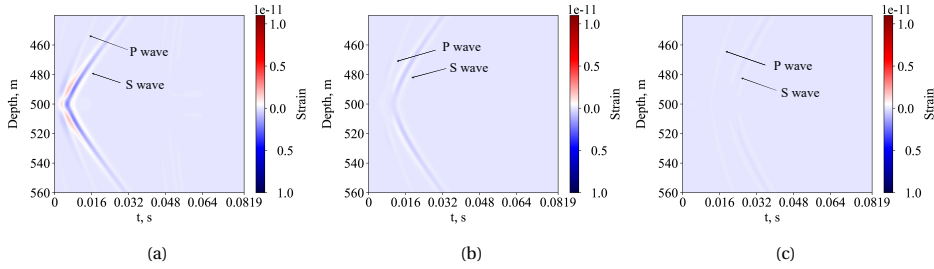 1e-11 1e-11 1e-11
460 P wave 1.0 460 P wave 1.0 460 P wave 1.0
480 S wave 0.5 480 S wave 0.5 480 S wave 0.5
Depth, m 500 0.0 Strain Depth, m 500 0.0 Strain Depth, m 500 0.0 Strain
520 0.5 520 0.5 520 0.5
540 540 540
560 1.0 560 1.0 560 1.0
0 0.016 0.032 0.048 0.064 0.0819 0 0.016 0.032 0.048 0.064 0.0819 0 0.016 0.032 0.048 0.064 0.0819
t, s t, s t, s
(a) (b) (c)